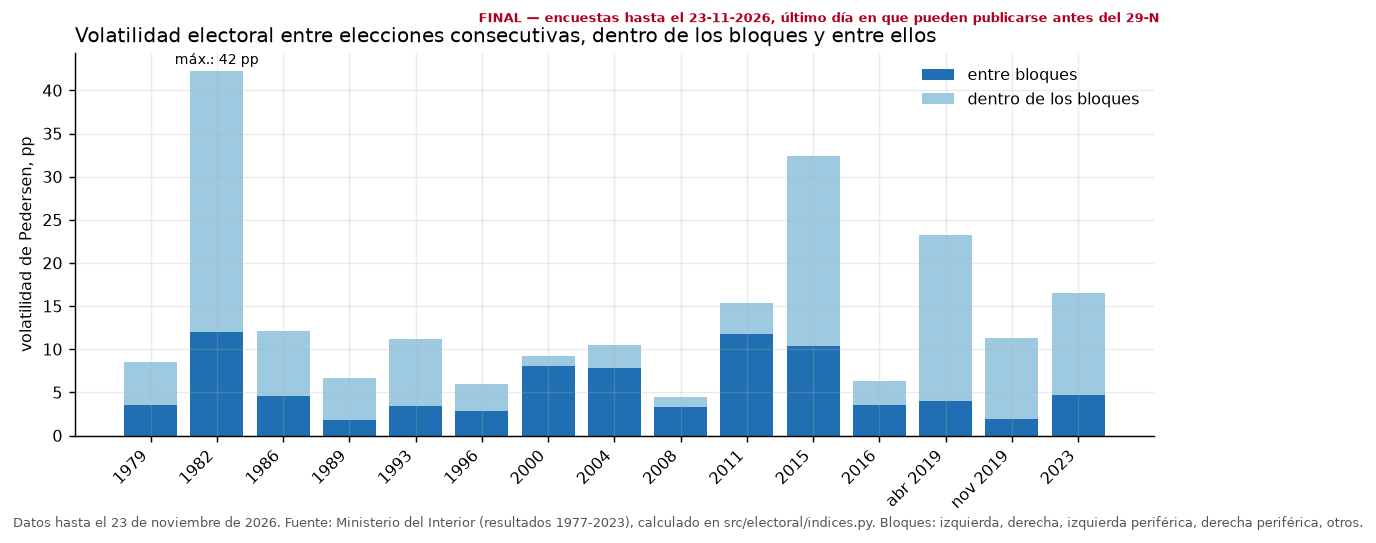 FINAL — encuestas hasta el 23-11-2026, último día en que pueden publicarse antes del 29-N
Volatilidad electoral entre elecciones consecutivas, dentro de los bloques y entre ellos
máx.: 42 pp
entre bloques
dentro de los bloques
volatilidad de Pedersen, pp
40
35
30
25
20
15
10
5
0
1979
1982
1986
1989
1993
1996
2000
2004
2008
2011
2015
2016
abr 2019
nov 2019
2023
Datos hasta el 23 de noviembre de 2026. Fuente: Ministerio del Interior (resultados 1977-2023), calculado en src/electoral/indices.py. Bloques: izquierda, derecha, izquierda periférica, derecha periférica, otros.